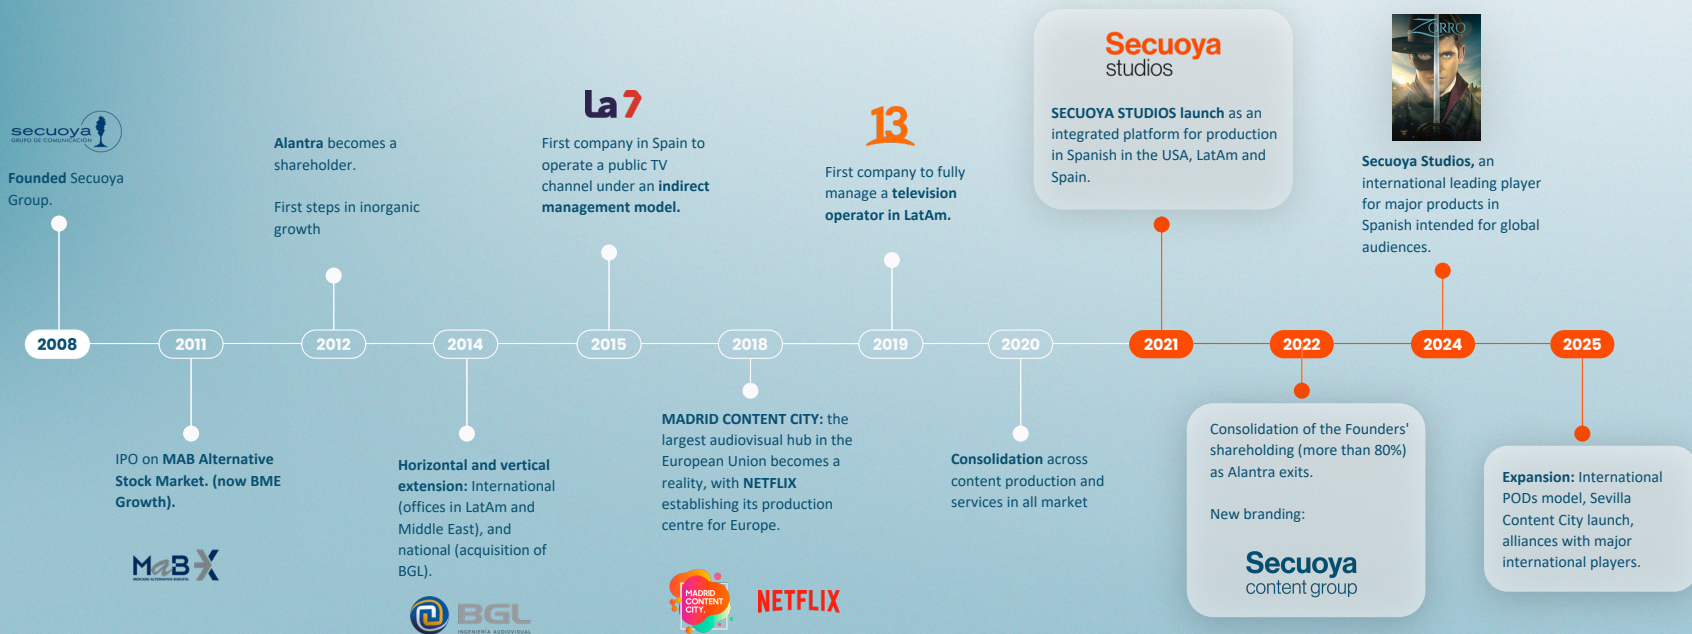 secuoya
GRUPO DE COMUNICACIÓN
Founded Secuoya
Group.
2008
2011
IPO on MAB Alternative
Stock Market. (now BME
Growth).
MaB
MERCADO ALTERNATIVO BURSÁTIL
Alantra becomes a
shareholder.
First steps in inorganic
growth
2012
2014
Horizontal and vertical
extension: International
(offices in LatAm and
Middle East), and
national (acquisition of
BGL).
BGL
INGENIERÍA AUDIOVISUAL
La 7
First company in Spain to
operate a public TV
channel under an indirect
management model.
2015
2018
MADRID CONTENT CITY: the
largest audiovisual hub in the
European Union becomes a
reality, with NETFLIX
establishing its production
centre for Europe.
MADRID
CONTENT
CITY.
NETFLIX
13
First company to fully
manage a television
operator in LatAm.
2019
2020
Consolidation across
content production and
services in all market
Secuoya
studios
SECUOYA STUDIOS launch as an
integrated platform for production
in Spanish in the USA, LatAm and
Spain.
2021
2022
Consolidation of the Founders'
shareholding (more than 80%)
as Alantra exits.
New branding:
Secuoya
content group
ZORRO
Secuoya Studios, an
international leading player
for major products in
Spanish intended for global
audiences.
2024
2025
Expansion: International
PODs model, Sevilla
Content City launch,
alliances with major
international players.